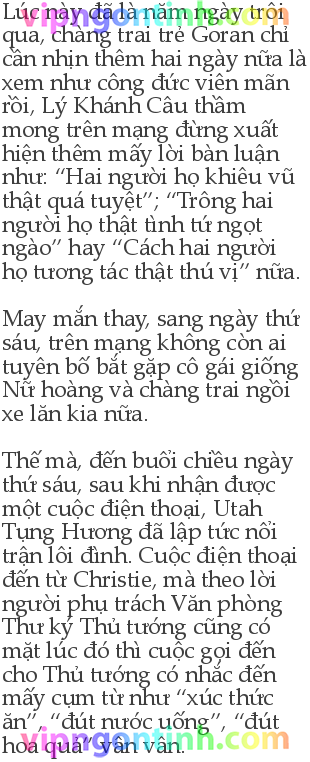 Lúc này đã là năm ngày trôi
vipngontinh.com
qua, chàng trai trẻ Goran chỉ
cần nhịn thêm hai ngày nữa là
xem như công đức viên mãn
rồi, Lý Khánh Câu thầm
mong trên mạng đừng xuất
hiện thêm mấy lời bàn luận
như: “Hai người họ khiêu vũ
thật quá tuyệt”; “Trông hai
người họ thật tình tứ ngọt
ngào” hay “Cách hai người
họ tương tác thật thú vị” nữa.
May mắn thay, sang ngày thứ
sáu, trên mạng không còn ai
tuyên bố bắt gặp cô gái giống
Nữ hoàng và chàng trai ngồi
xe lăn kia nữa.
Thế mà, đến buổi chiều ngày
thứ sáu, sau khi nhận được
một cuộc điện thoại, Utah
Tụng Hương đã lập tức nổi
trận lôi đình. Cuộc điện thoại
đến từ Christie, mà theo lời
người phụ trách Văn phòng
Thư ký Thủ tướng cũng có
mặt lúc đó thì cuộc gọi đến
cho Thủ tướng có nhắc đến
mấy cụm từ như “xúc thức
ăn”, “đút nước uống”, “đút
hoa quả” vân vân.
vipngontinh.com